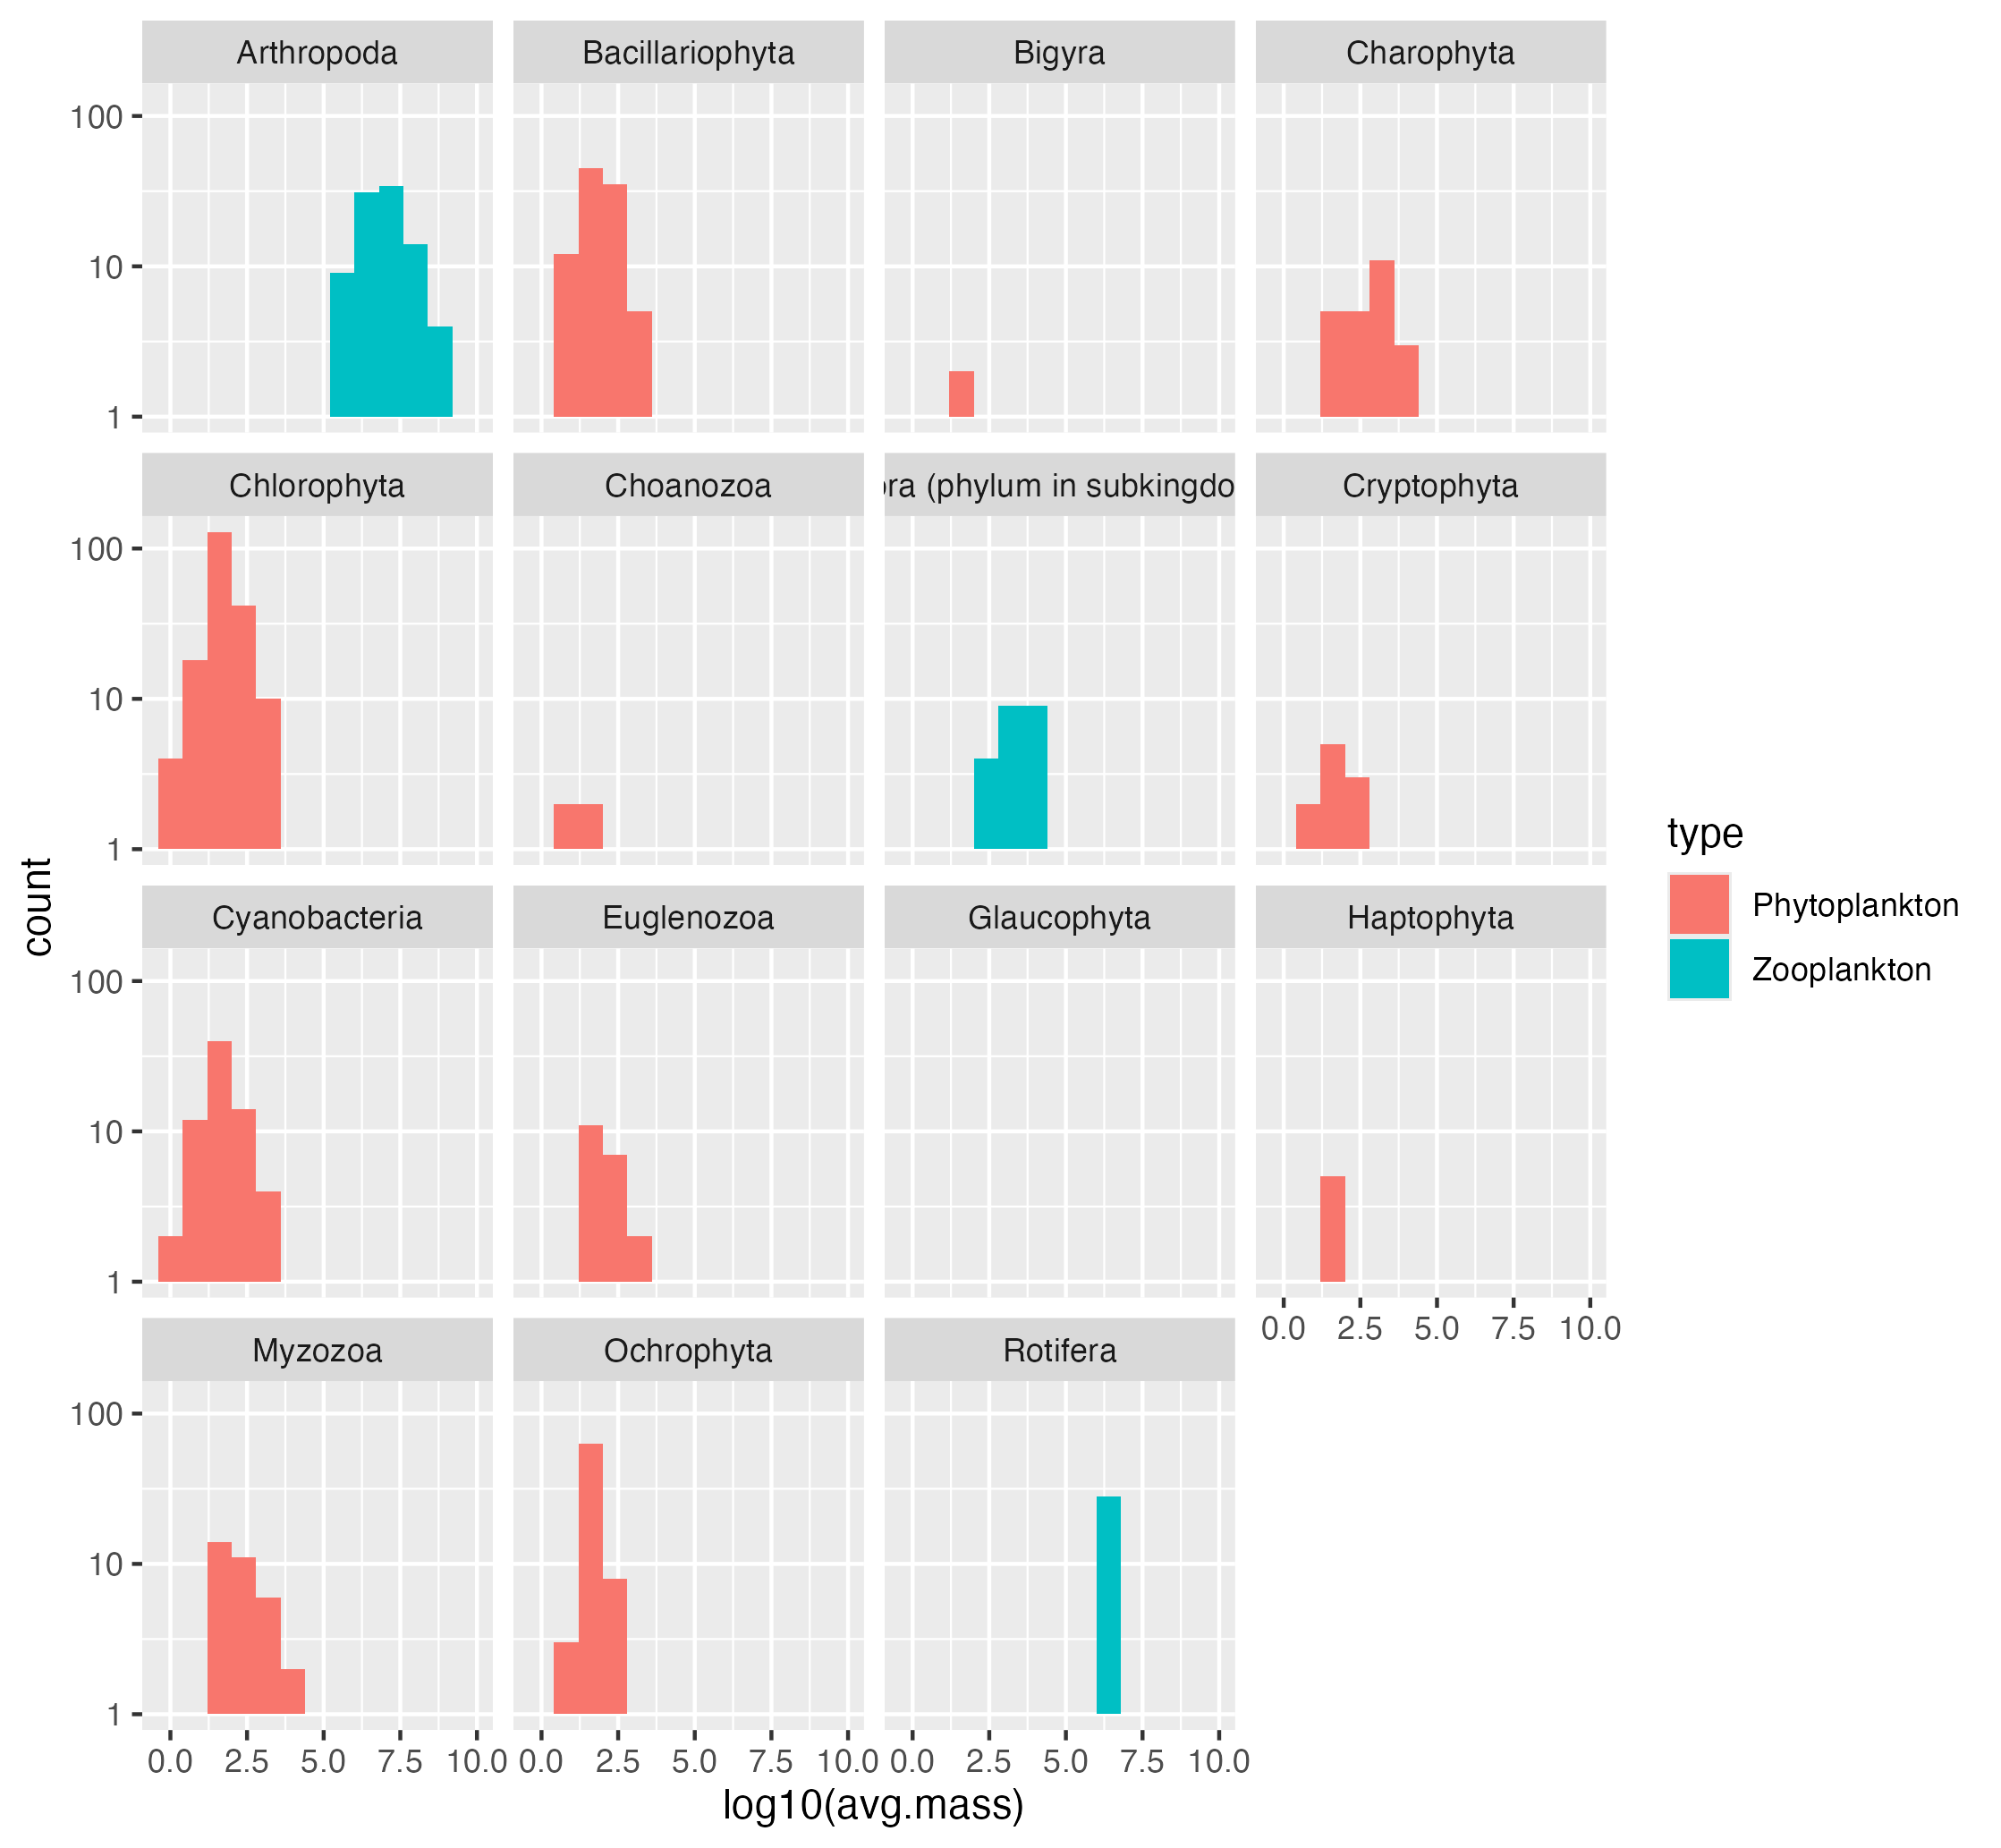 Arthropoda
Bacillariophyta
Bigyra
Charophyta
100
10
1
Chlorophyta
Choanozoa
ora (phylum in subkingdo
Cryptophyta
100
10
1
Cyanobacteria
Euglenozoa
Glaucophyta
Haptophyta
100
10
1
0.0 2.5 5.0 7.5 10.0
Myzozoa
Ochrophyta
Rotifera
100
10
1
0.0 2.5 5.0 7.5 10.0
0.0 2.5 5.0 7.5 10.0
0.0 2.5 5.0 7.5 10.0
log10(avg.mass)
count
type
Phytoplankton
Zooplankton